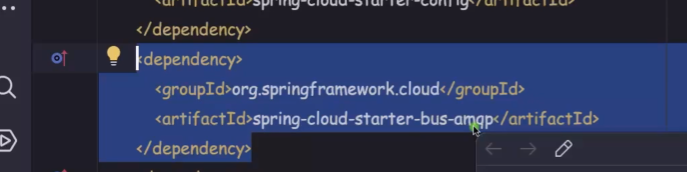 <artifactId>spring-cloud-starter-config</artifactId>
</dependency>
<dependency>
<groupId>org.springframework.cloud</groupId>
<artifactId>spring-cloud-starter-bus-amqp</artifactId>
</dependency>